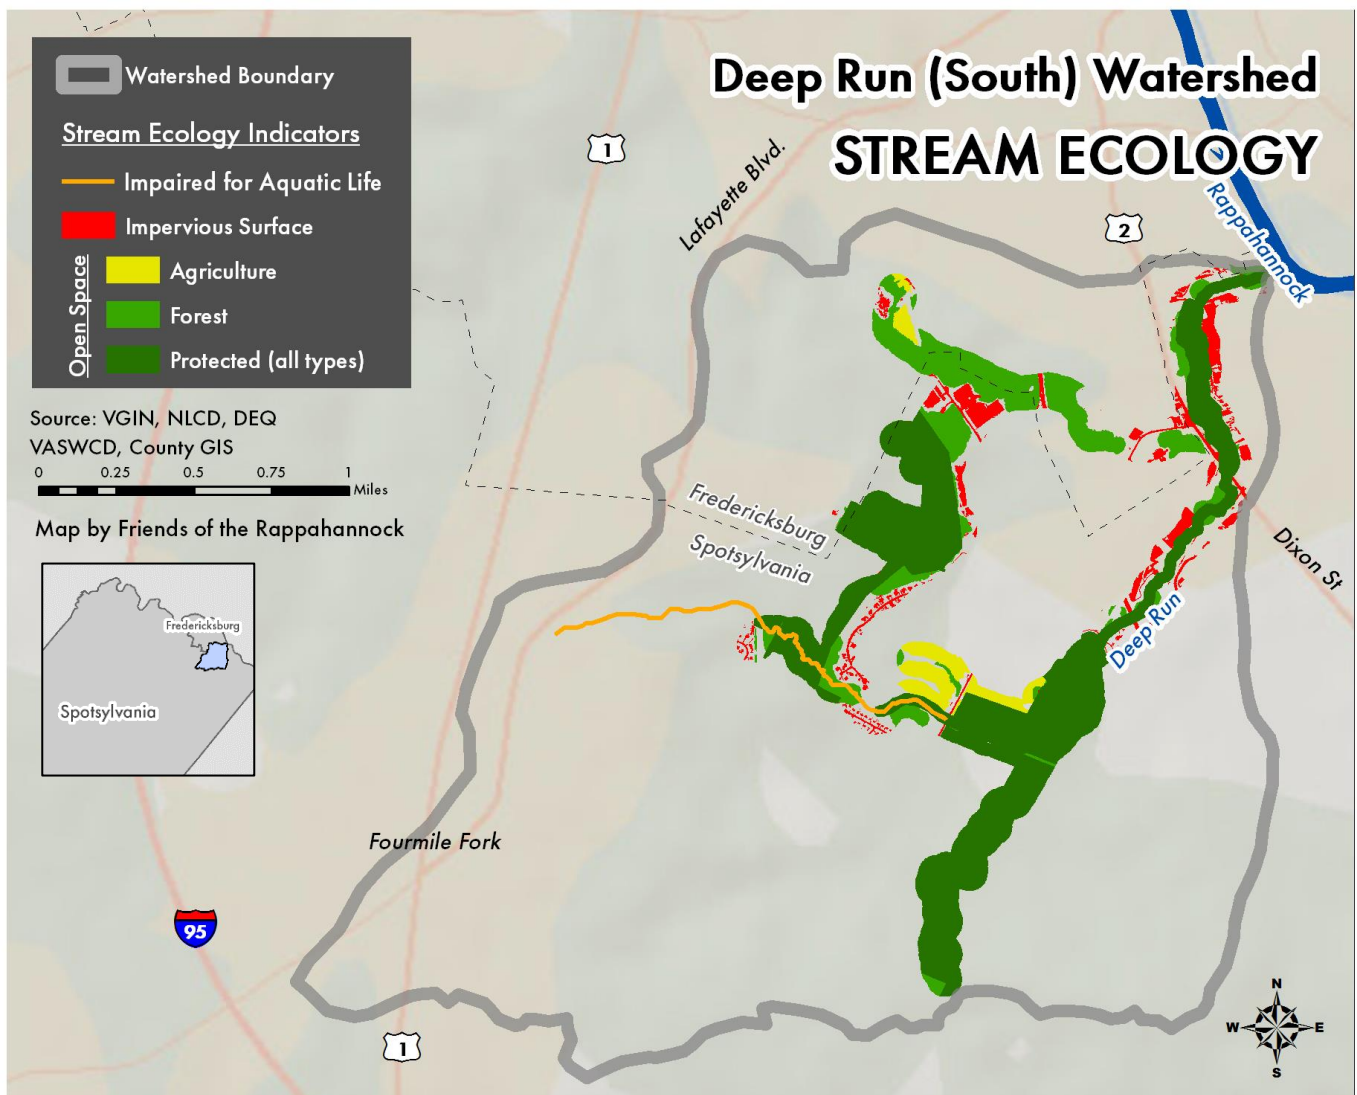 Deep Run (South) Watershed
STREAM ECOLOGY
Watershed Boundary
Stream Ecology Indicators
Impaired for Aquatic Life
Impervious Surface
Open Space
Agriculture
Forest
Protected (all types)
Source: VGIN, NLCD, DEQ
VASWCD, County GIS
0 0.25 0.5 0.75 1
Miles
Map by Friends of the Rappahannock
Fredericksburg
Spotsylvania
1
Lafayette Blvd.
2
Rappahannock
Fredericksburg
Spotsylvania
Dixon St
Deep Run
Fourmile Fork
95
1
N
W E
S